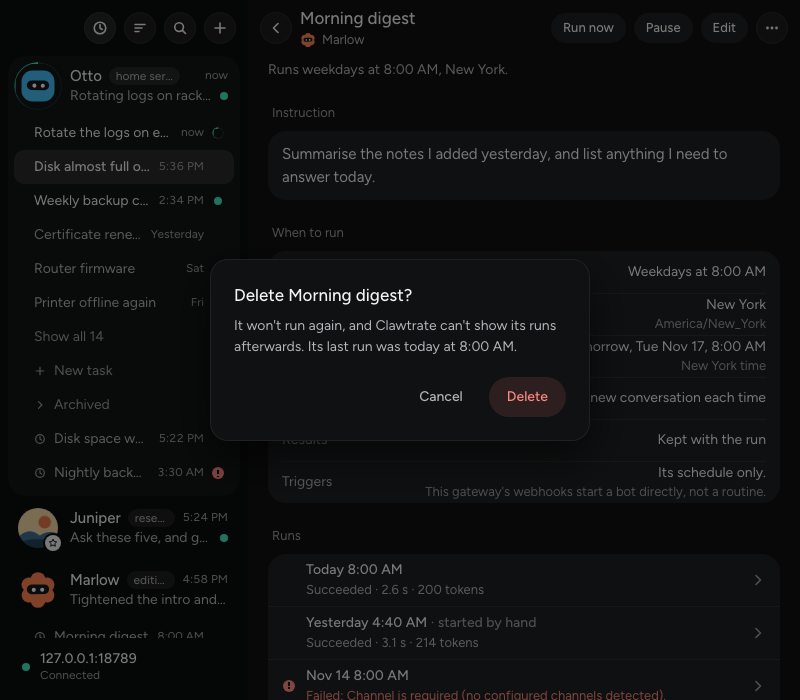 Otto home ser... now
Rotating logs on rack...
Rotate the logs on e... now
Disk almost full o... 5:36 PM
Weekly backup c... 2:34 PM
Certificate rene... Yesterday
Router firmware Sat
Printer offline again Fri
Show all 14
New task
Archived
Disk space w... 5:22 PM
Nightly back... 3:30 AM
Juniper rese... 5:24 PM
Ask these five, and g...
Marlow editi... 4:58 PM
Tightened the intro and...
Morning digest 8:00 AM
127.0.0.1:18789
Connected
Morning digest
Marlow
Run now
Pause
Edit
Runs weekdays at 8:00 AM, New York.
Instruction
Summarise the notes I added yesterday, and list anything I need to
answer today.
When to run
Weekdays at 8:00 AM
New York
America/New_York
orrow, Tue Nov 17, 8:00 AM
New York time
new conversation each time
Results
Kept with the run
Triggers
Its schedule only.
This gateway's webhooks start a bot directly, not a routine.
Delete Morning digest?
It won't run again, and Clawtrate can't show its runs
afterwards. Its last run was today at 8:00 AM.
Cancel
Delete
Runs
Today 8:00 AM
Succeeded · 2.6 s · 200 tokens
Yesterday 4:40 AM · started by hand
Succeeded · 3.1 s · 214 tokens
Nov 14 8:00 AM
Failed: Channel is required (no configured channels detected).